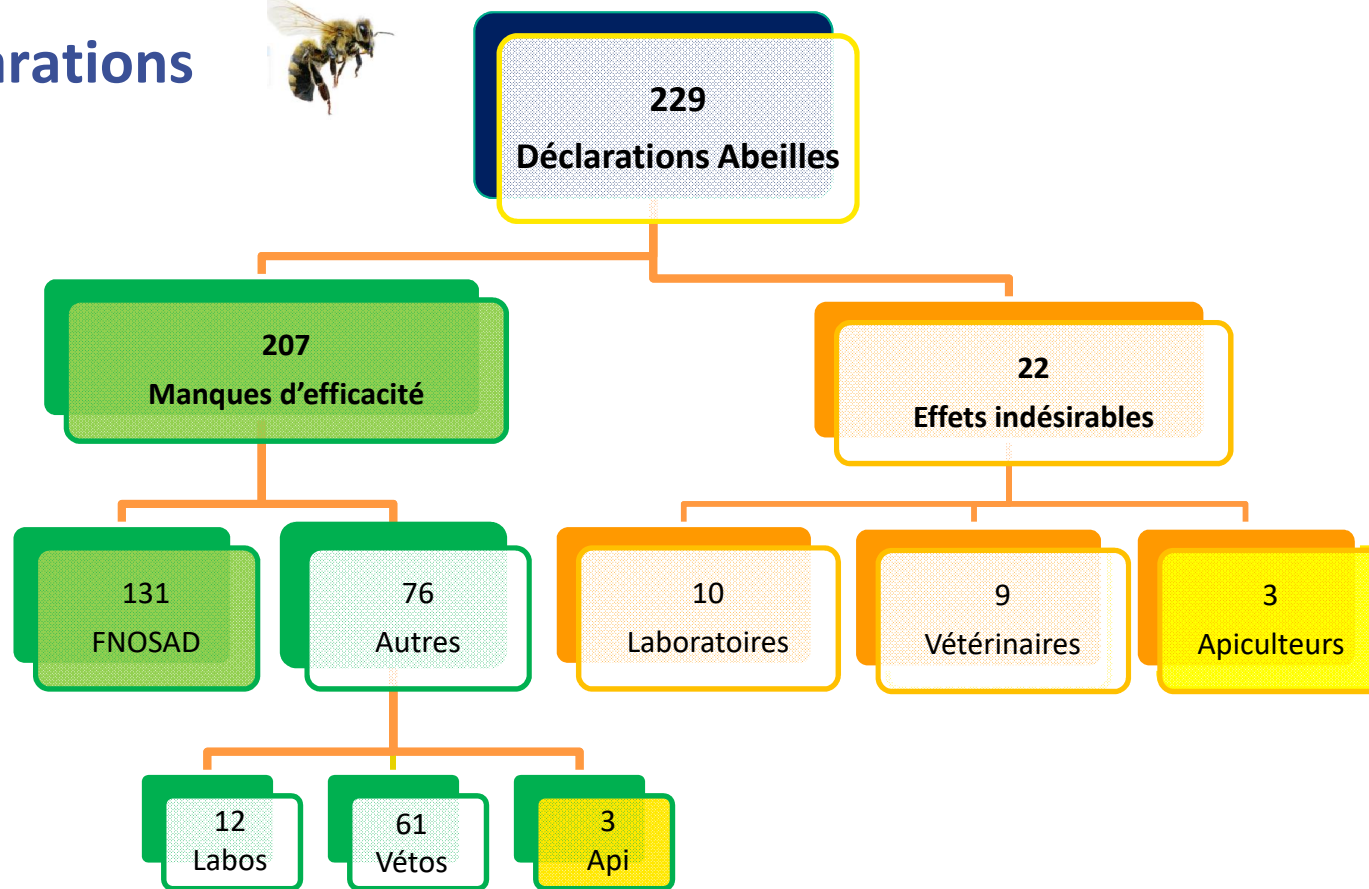 arations
229
Déclarations Abeilles
207
Manques d'efficacité
22
Effets indésirables
131
FNOSAD
76
Autres
10
Laboratoires
9
Vétérinaires
3
Apiculteurs
12
Labos
61
Vétos
3
Api